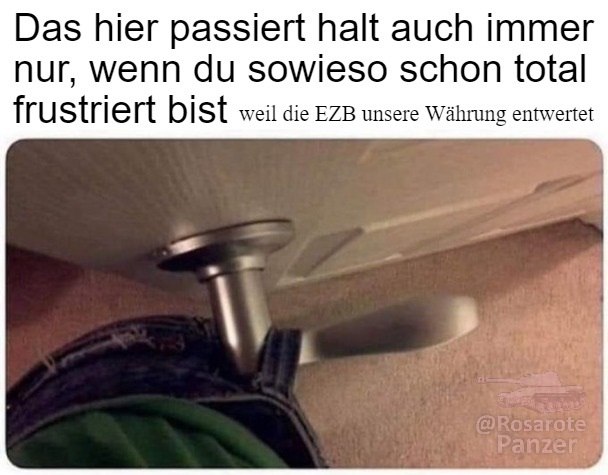 Das hier passiert halt auch immer
nur, wenn du sowieso schon total
frustriert bist weil die EZB unsere Währung entwertet
@Rosarote
Panzer